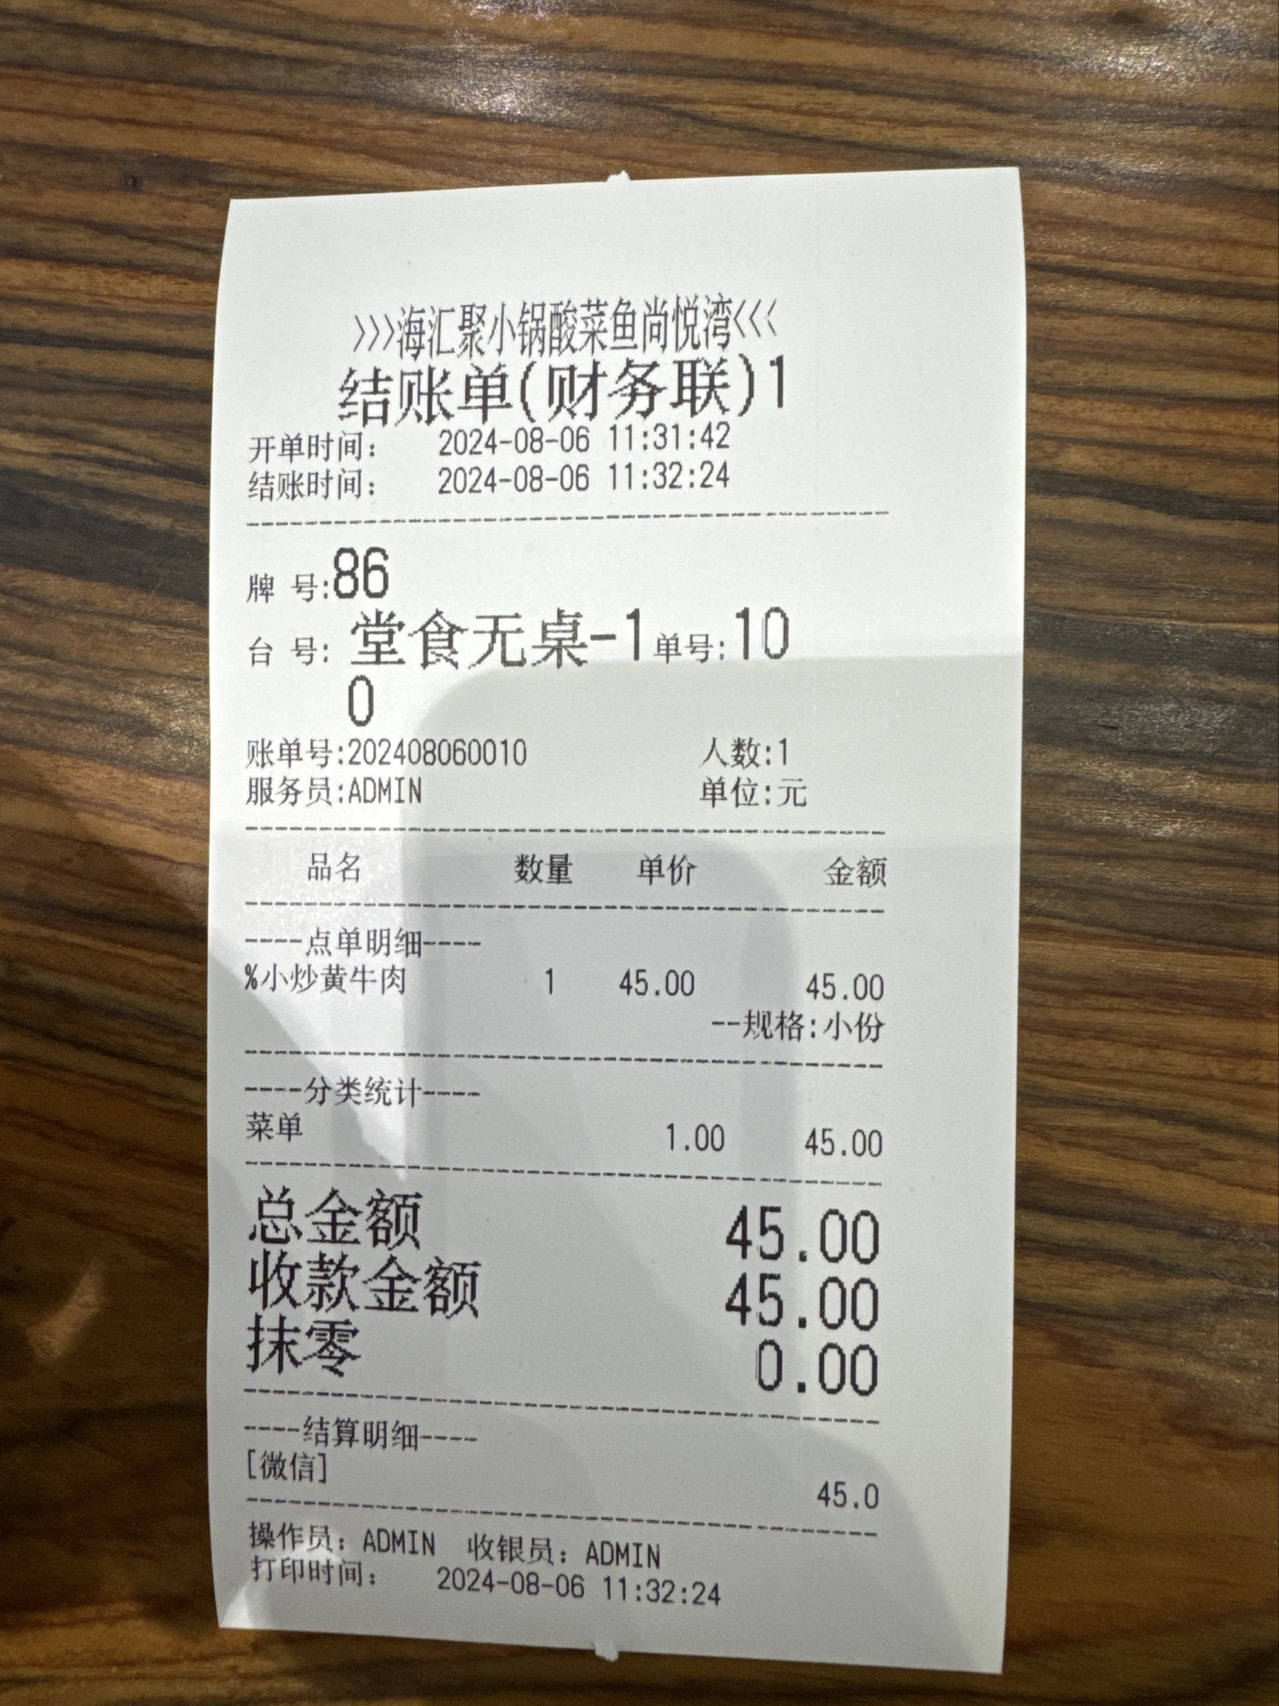 >>>海汇聚小锅酸菜鱼尚悦湾<<<
结账单(财务联)1
开单时间: 2024-08-06 11:31:42
结账时间: 2024-08-06 11:32:24
牌 号:86
台 号: 堂食无桌-1 单号:10
0
账单号:202408060010 人数:1
服务员:ADMIN 单位:元
品名 数量 单价 金额
----点单明细----
%小炒黄牛肉 1 45.00 45.00
--规格:小份
----分类统计----
菜单 1.00 45.00
总金额 45.00
收款金额 45.00
抹零 0.00
----结算明细----
[微信] 45.0
操作员: ADMIN 收银员: ADMIN
打印时间: 2024-08-06 11:32:24